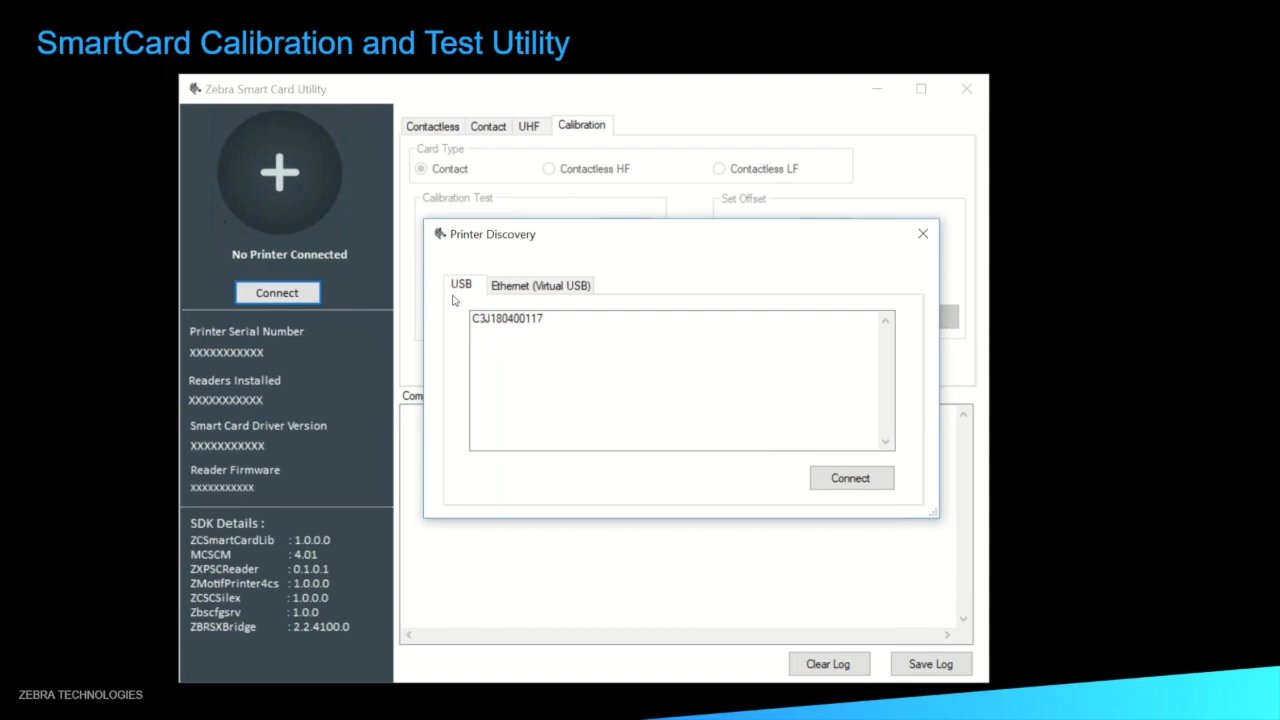 SmartCard Calibration and Test Utility
Zebra Smart Card Utility
No Printer Connected
Connect
Printer Serial Number
XXXXXXXXXXX
Readers Installed
XXXXXXXXXXX
Smart Card Driver Version
XXXXXXXXXXX
Reader Firmware
XXXXXXXXXXX
SDK Details :
ZCSmartCardLib : 1.0.0.0
MCSCM : 4.01
ZXPSCReader : 0.1.0.1
ZMotifPrinter4cs : 1.0.0.0
ZCSCSilex : 1.0.0.0
Zbscfgsrv : 1.0.0
ZBRSXBridge : 2.2.4100.0
Contactless Contact UHF Calibration
Card Type
Contact Contactless HF Contactless LF
Calibration Test Set Offset
Printer Discovery
USB Ethernet (Virtual USB)
C3J180400117
Connect
Com
Clear Log Save Log
ZEBRA TECHNOLOGIES